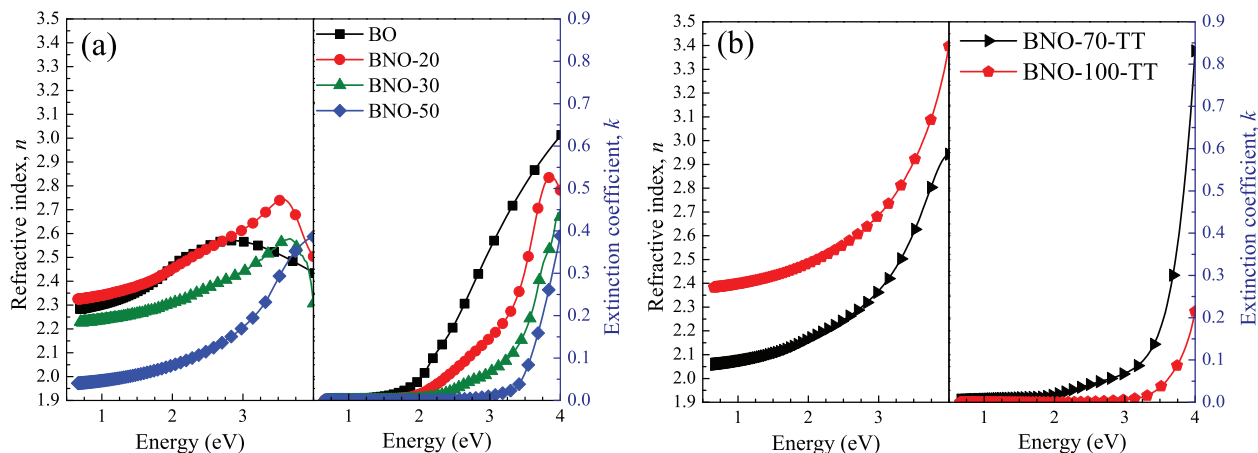 (a)
BO
BNO-20
BNO-30
BNO-50
3.5
3.4
3.3
3.2
3.1
3.0
2.9
2.8
2.7
2.6
2.5
2.4
2.3
2.2
2.1
2.0
1.9
Refractive index, n
1 2 3
Energy (eV)
1 2 3 4
Energy (eV)
0.9
0.8
0.7
0.6
0.5
0.4
0.3
0.2
0.1
0.0
Extinction coefficient, k
(b)
BNO-70-TT
BNO-100-TT
3.5
3.4
3.3
3.2
3.1
3.0
2.9
2.8
2.7
2.6
2.5
2.4
2.3
2.2
2.1
2.0
1.9
Refractive index, n
1 2 3
Energy (eV)
1 2 3 4
Energy (eV)
0.9
0.8
0.7
0.6
0.5
0.4
0.3
0.2
0.1
0.0
Extinction coefficient, k